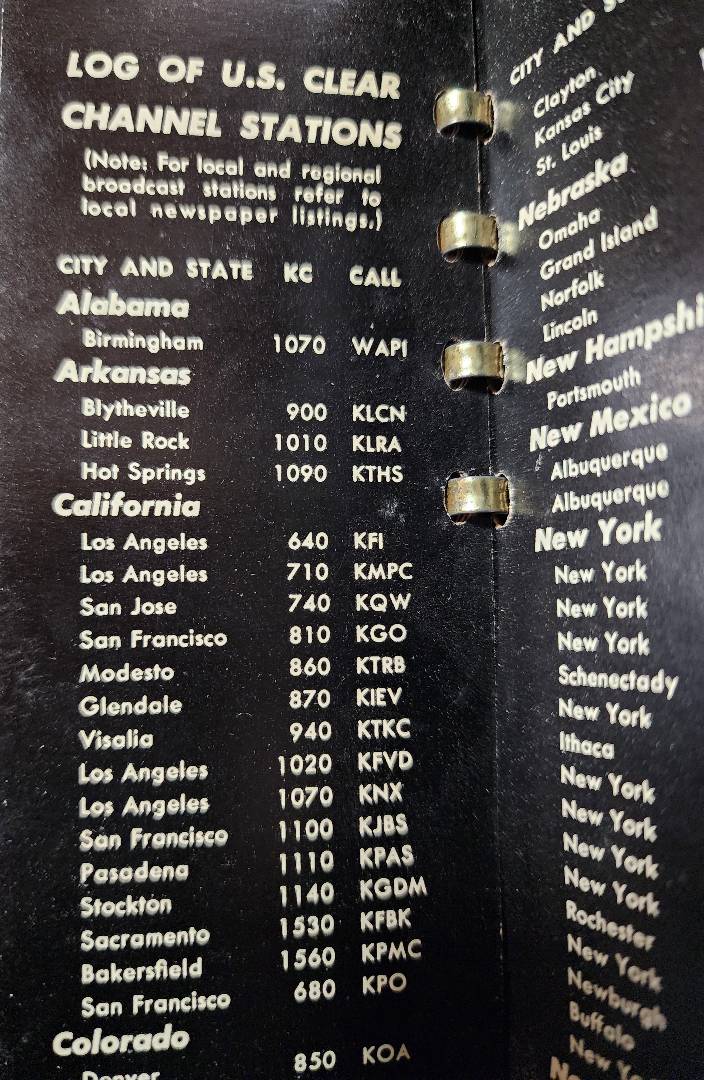 LOG OF U.S. CLEAR
CHANNEL STATIONS
(Note: For local and regional
broadcast stations refer to
local newspaper listings.)
CITY AND STATE KC CALL
Alabama
Birmingham 1070 WAPI
Arkansas
Blytheville 900 KLCN
Little Rock 1010 KLRA
Hot Springs 1090 KTHS
California
Los Angeles 640 KFI
Los Angeles 710 KMPC
San Jose 740 KQW
San Francisco 810 KGO
Modesto 860 KTRB
Glendale 870 KIEV
Visalia 940 KTKC
Los Angeles 1020 KFVD
Los Angeles 1070 KNX
San Francisco 1100 KJBS
Pasadena 1110 KPAS
Stockton 1140 KGDM
Sacramento 1530 KFBK
Bakersfield 1560 KPMC
San Francisco 680 KPO
Colorado
Denver 850 KOA
CITY AND
Clayton
Kansas City
St. Louis
Nebraska
Omaha
Grand Island
Norfolk
Lincoln
New Hampshi
Portsmouth
New Mexico
Albuquerque
Albuquerque
New York
New York
New York
New York
Schenectady
New York
Ithaca
New York
New York
New York
New York
Rochester
New York
Newburgh
Buffalo
New Yo